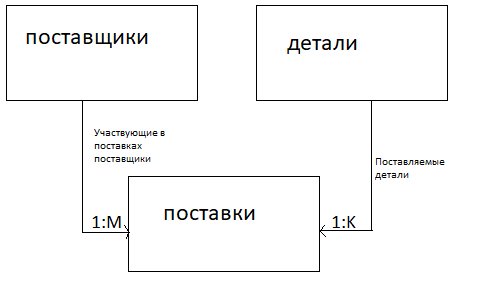 поставщики
детали
Участвующие в
поставках
поставщики
Поставляемые
детали
поставки
1:М
1:К